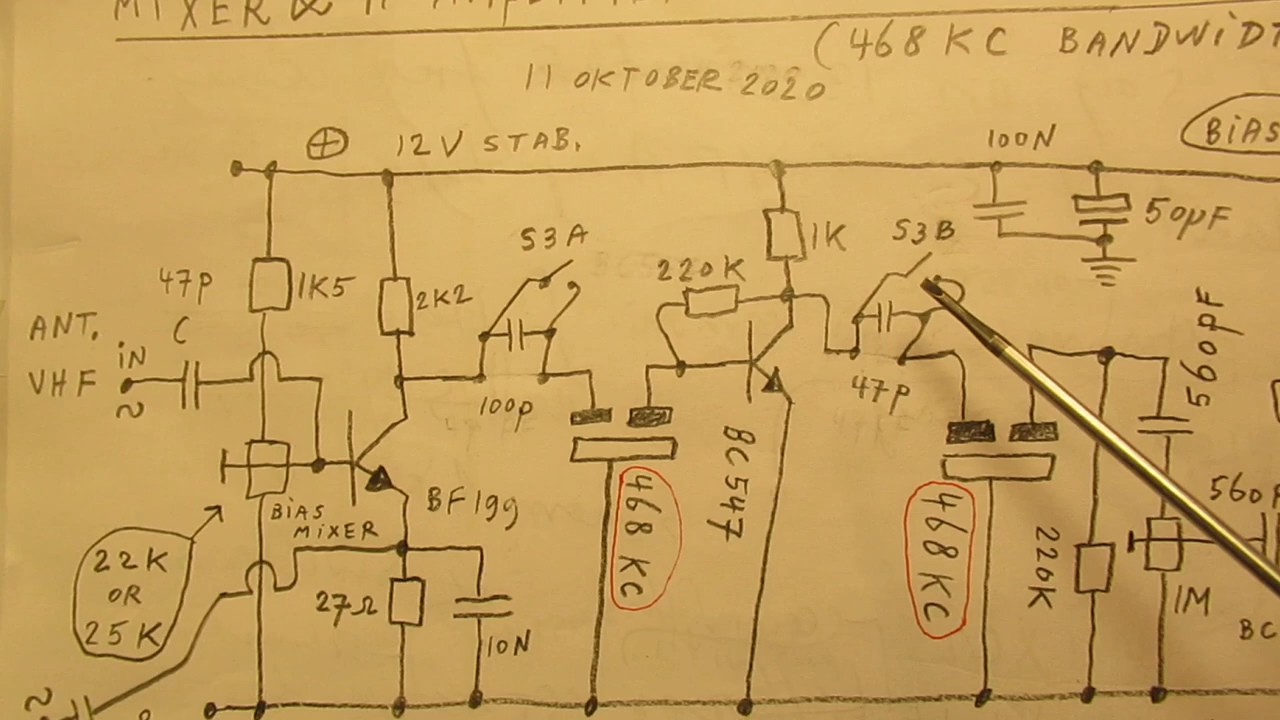 MIXER &
(468 KC BANDWIDT
11 OKTOBER 2020
⊕ 12V STAB.
100N
BIAS
50µF
S3A
S3B
1K
220K
47P
1K5
2K2
ANT.
C
IN
VHF
~
100p
47P
560pF
BC547
468 KC
468 KC
BF199
BIAS
MIXER
22K
OR
25K
27Ω
10N
220K
560P
1M
BC
~